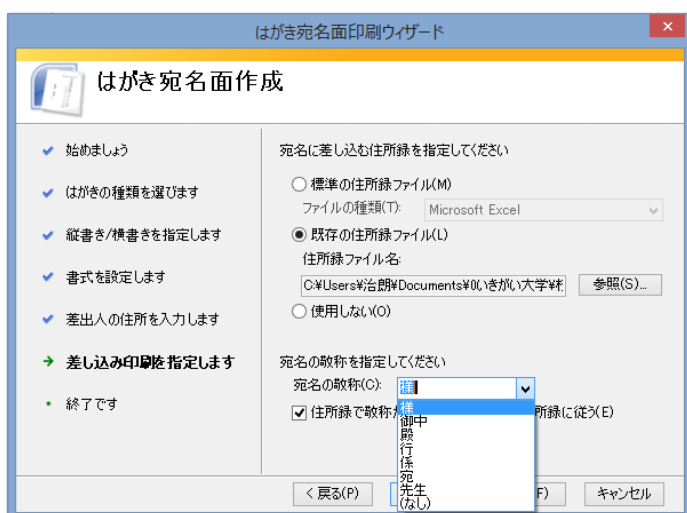 はがき宛名面印刷ウィザード
はがき宛名面作成
始めましょう
はがきの種類を選びます
縦書き/横書きを指定します
書式を設定します
差出人の住所を入力します
差し込み印刷を指定します
終了です
宛名に差し込む住所録を指定してください
標準の住所録ファイル(M)
ファイルの種類(T):
Microsoft Excel
既存の住所録ファイル(L)
住所録ファイル名:
C:¥Users¥治朗¥Documents¥0いきがい大学¥
参照(S)...
使用しない(O)
宛名の敬称を指定してください
宛名の敬称(C):
様
住所録で敬称
所録に従う(E)
様
御中
殿
行
係
宛
先生
(なし)
< 戻る(P)
F)
キャンセル